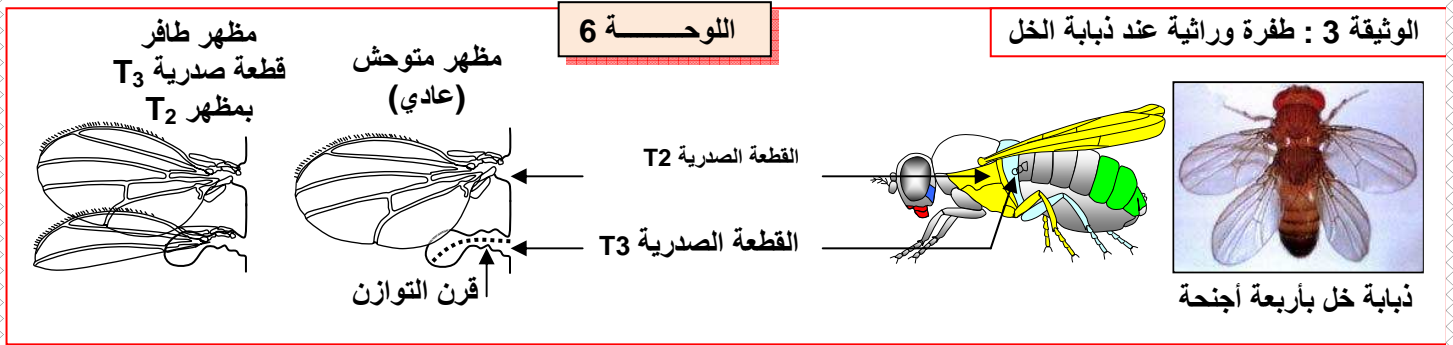 الوثيقة 3 : طفرة وراثية عند ذبابة الخل
اللوحـــــــــة 6
مظهر طافر
قطعة صدرية T3
بمظهر T2
مظهر متوحش
(عادي)
القطعة الصدرية T2
القطعة الصدرية T3
قرن التوازن
ذبابة خل بأربعة أجنحة